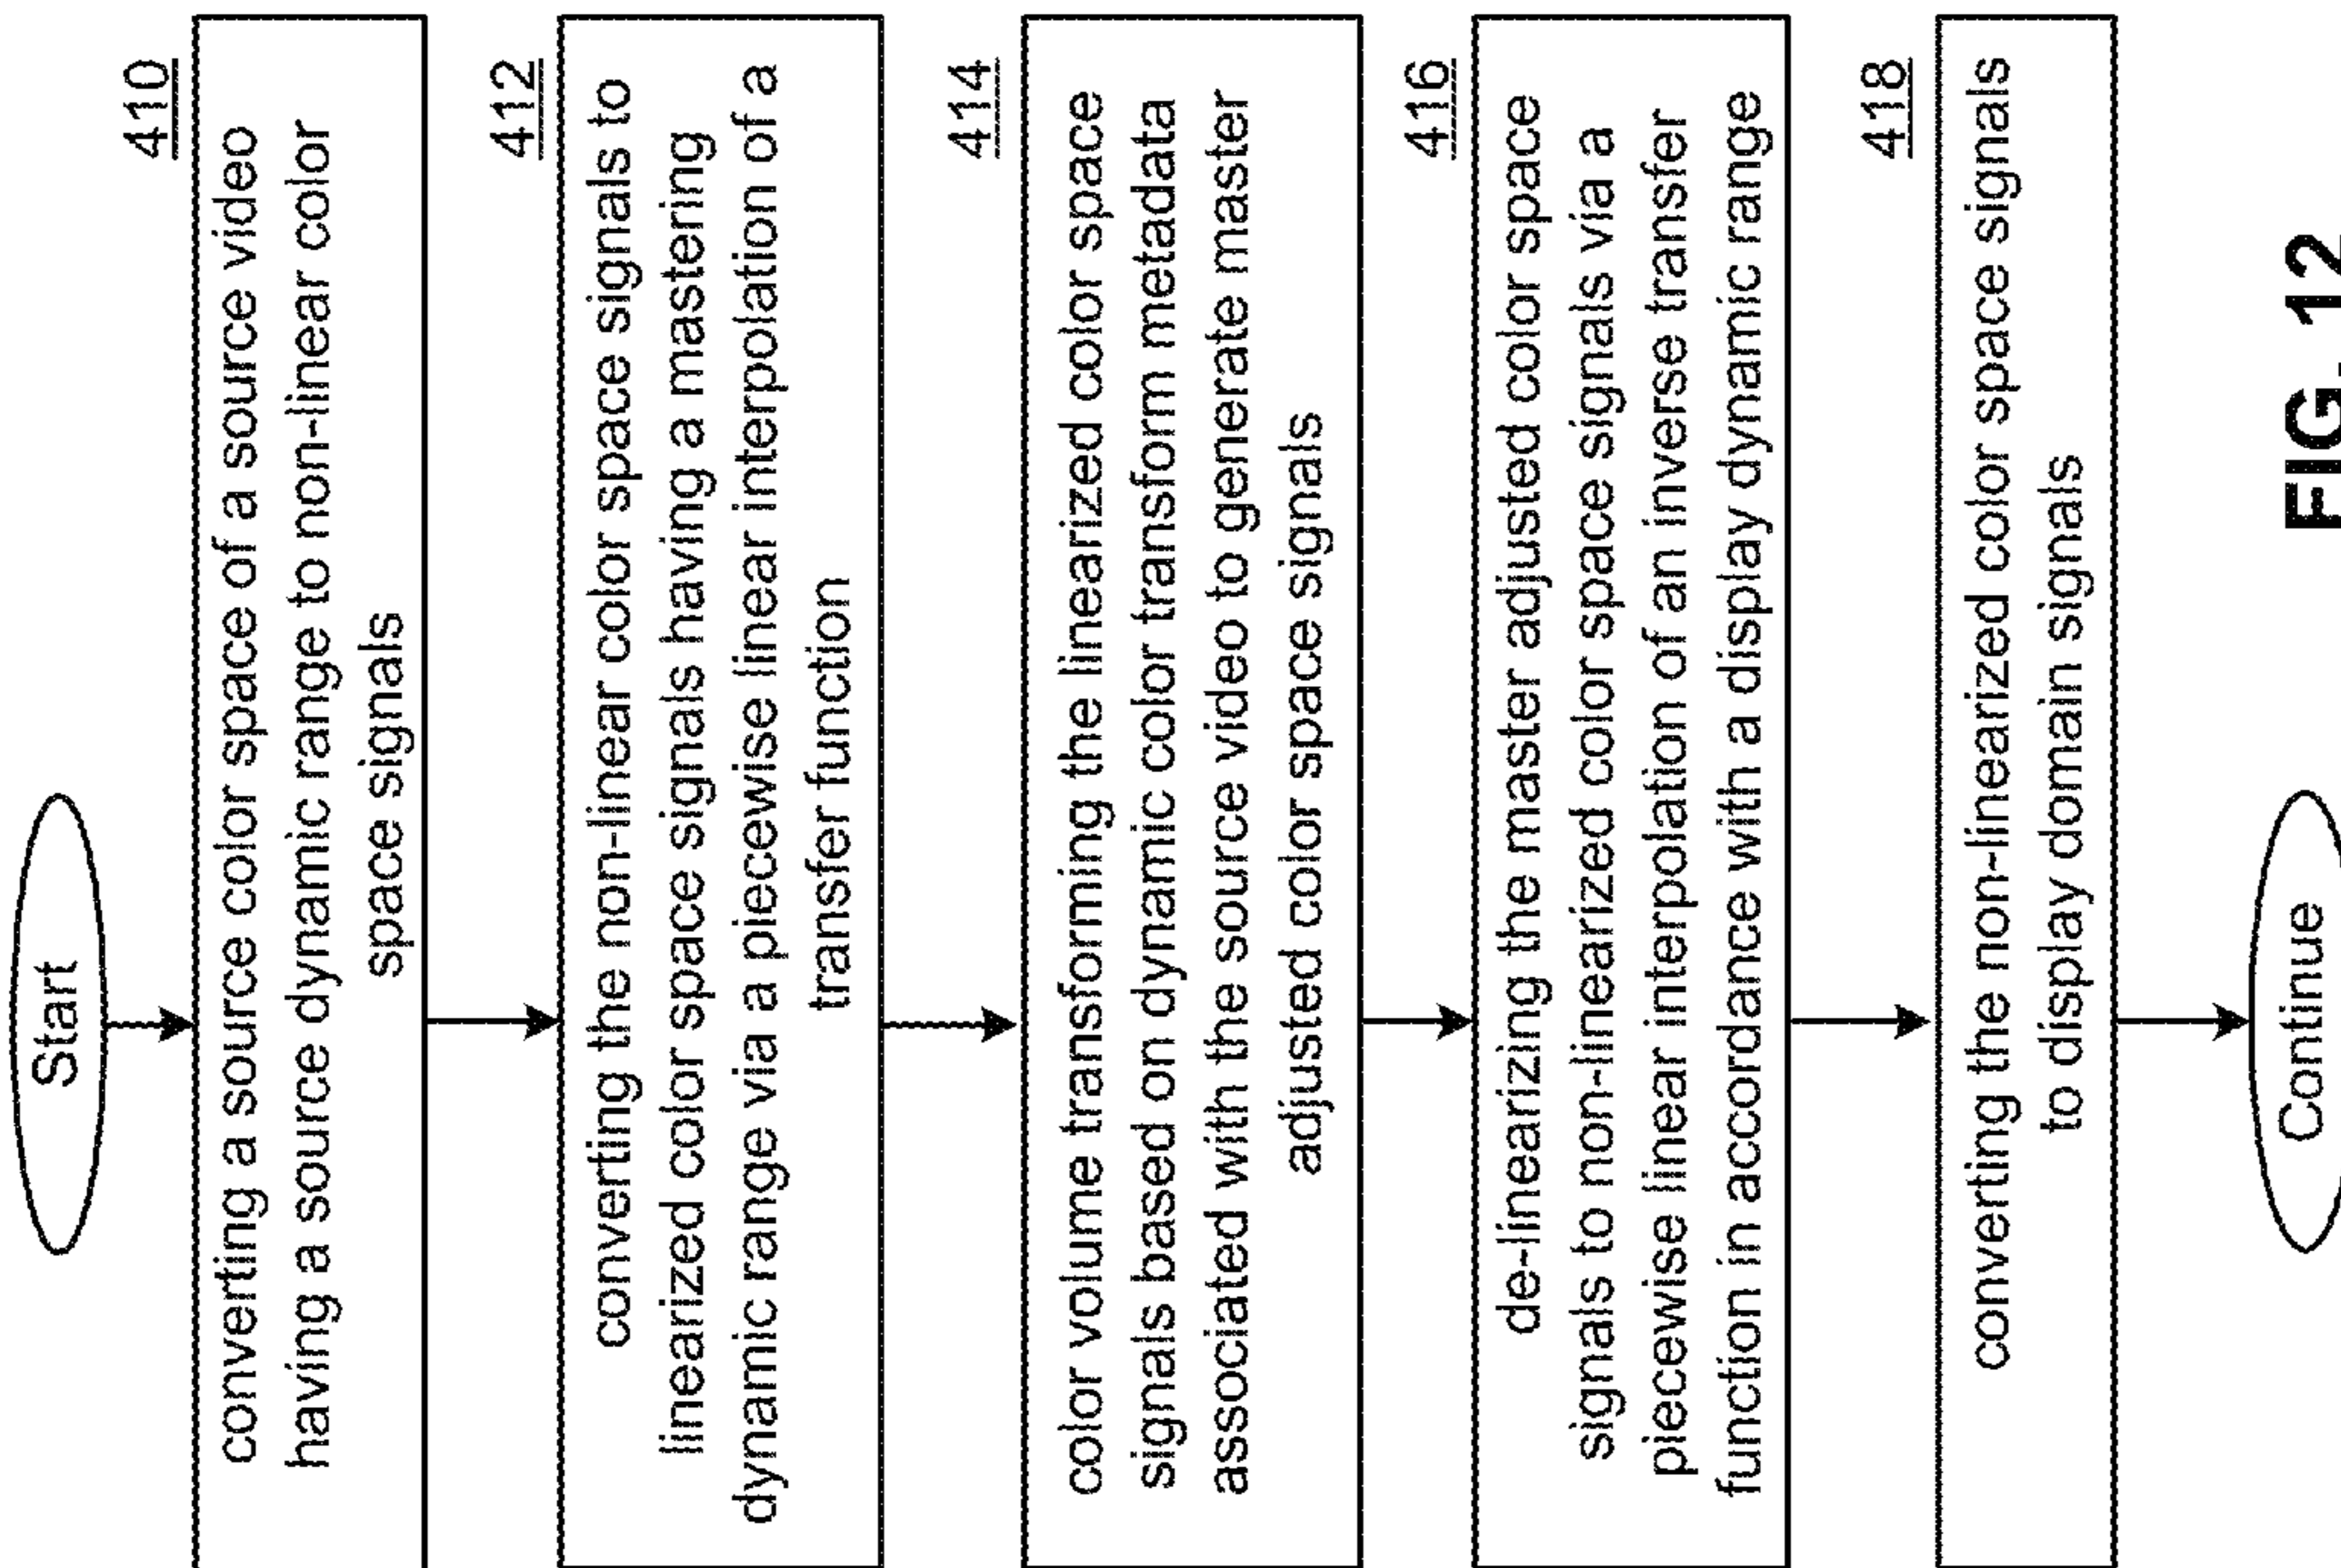 Start
410
converting a source color space of a source video
having a source dynamic range to non-linear color
space signals
412
converting the non-linear color space signals to
linearized color space signals having a mastering
dynamic range via a piecewise linear interpolation of a
transfer function
414
color volume transforming the linearized color space
signals based on dynamic color transform metadata
associated with the source video to generate master
adjusted color space signals
416
de-linearizing the master adjusted color space
signals to non-linearized color space signals via a
piecewise linear interpolation of an inverse transfer
function in accordance with a display dynamic range
418
converting the non-linearized color space signals
to display domain signals
Continue
FIG. 12